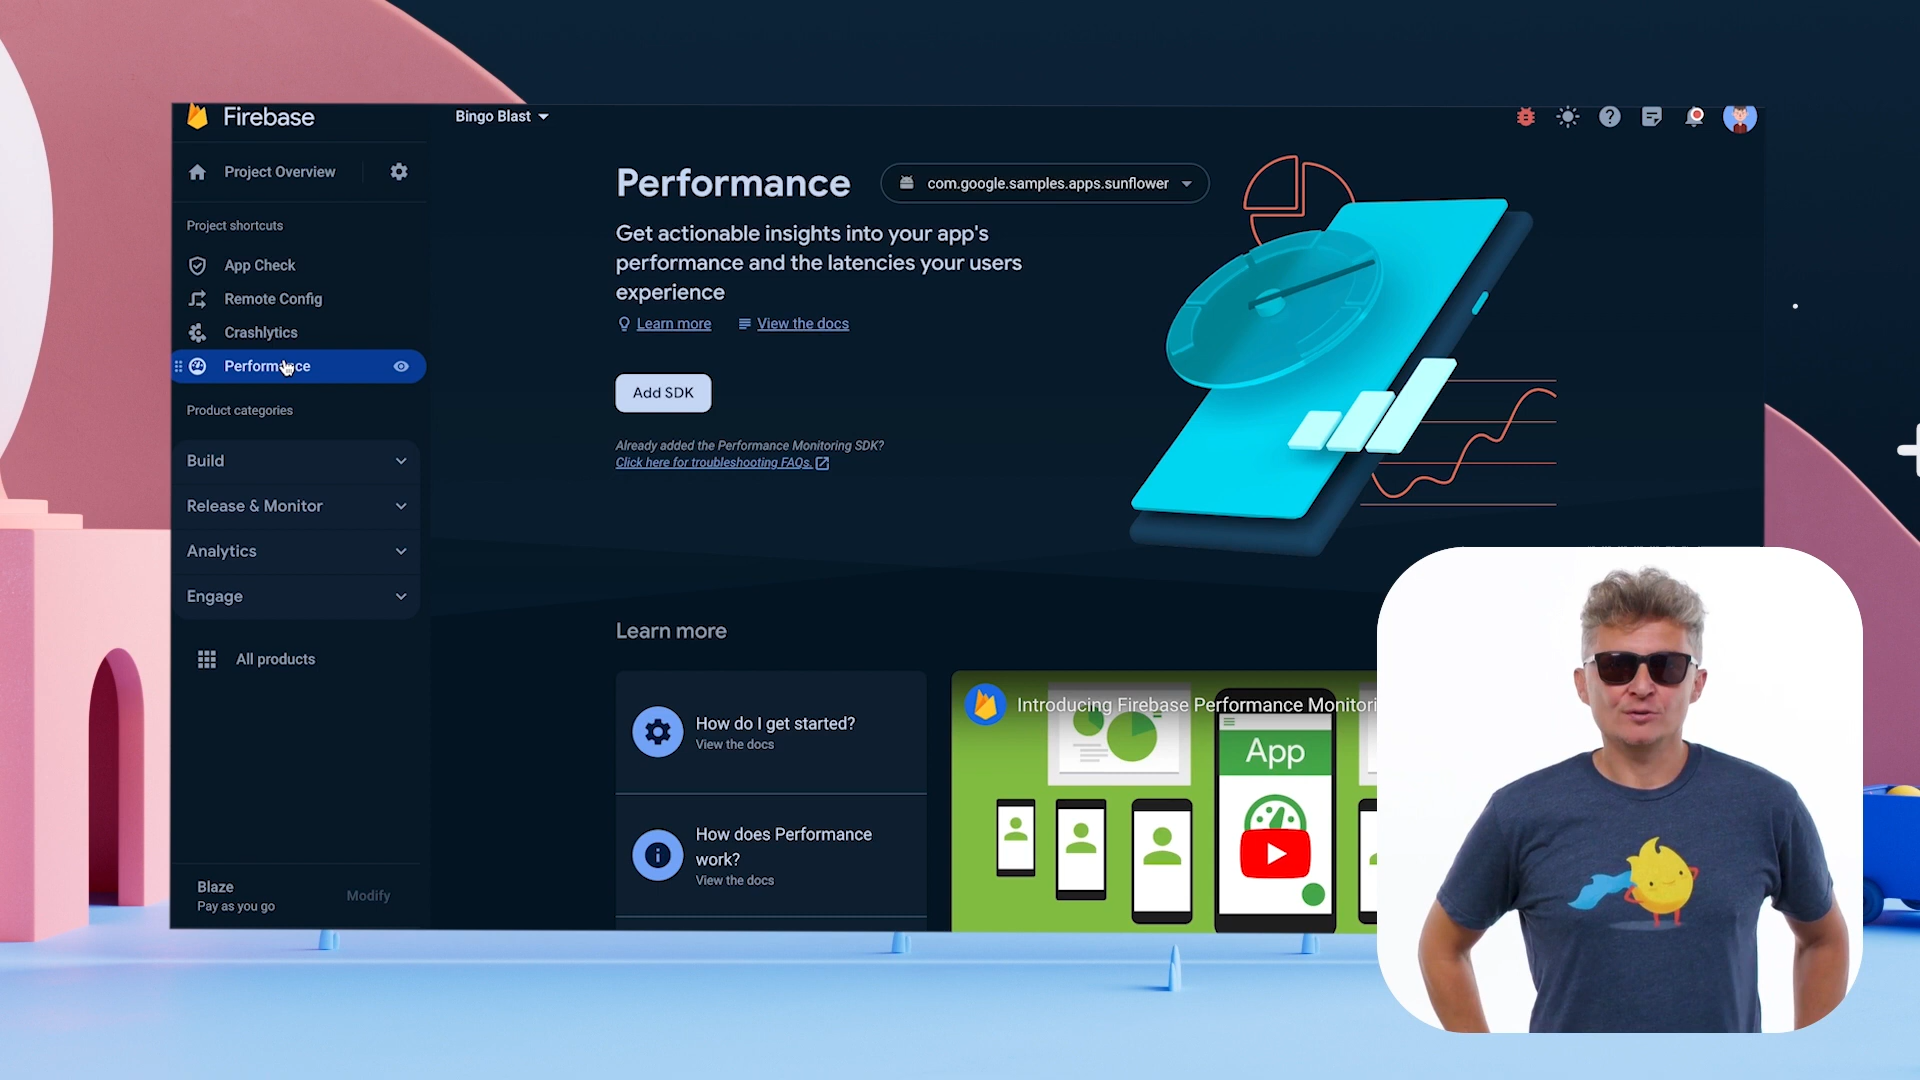 Firebase
Bingo Blast
Project Overview
Project shortcuts
App Check
Remote Config
Crashlytics
Performance
Product categories
Build
Release & Monitor
Analytics
Engage
All products
Blaze
Pay as you go
Modify
Performance
com.google.samples.apps.sunflower
Get actionable insights into your app's
performance and the latencies your users
experience
Learn more
View the docs
Add SDK
Already added the Performance Monitoring SDK?
Click here for troubleshooting FAQs.
Learn more
How do I get started?
View the docs
How does Performance
work?
View the docs
Introducing Firebase Performance Monitori
App